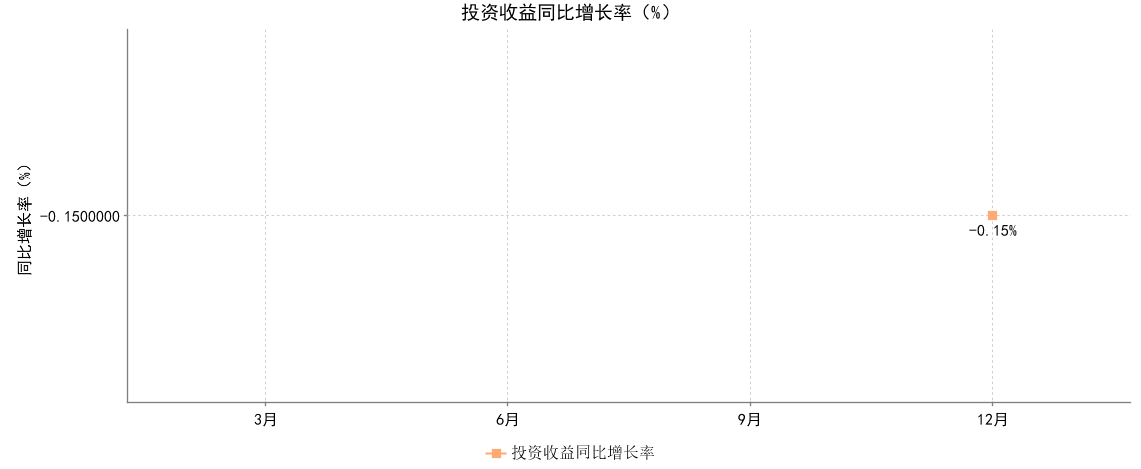 投资收益同比增长率（%）
同比增长率（%）
-0.1500000
-0.15%
3月
6月
9月
12月
投资收益同比增长率